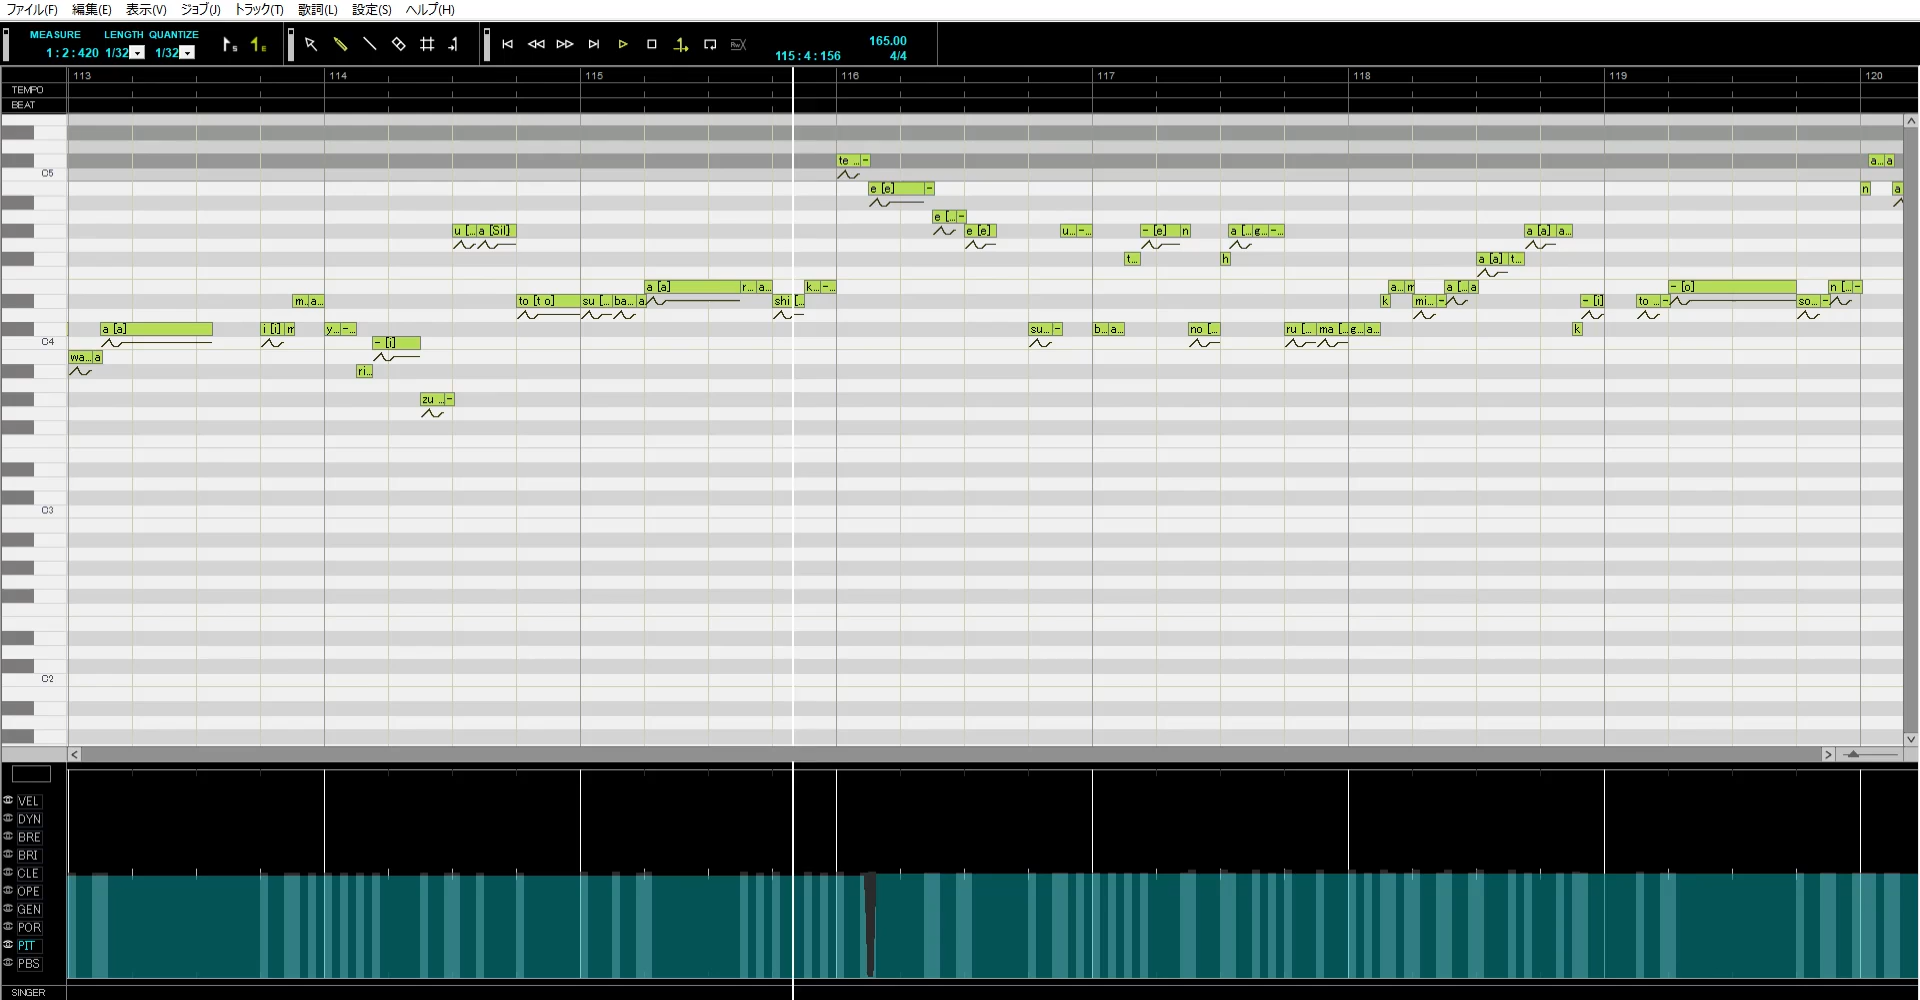 ファイル(F) 編集(E) 表示(V) ジョブ(J) トラック(T) 歌詞(L) 設定(S) ヘルプ(H)
MEASURE LENGTH QUANTIZE
1:2:420 1/32 1/32
165.00
115:4:156 4/4
113 114 115 116 117 118 119 120
TEMPO
BEAT
te ... - a... a
C5
e [e] - n a
e [... -
u [... a [Sil] e [e] u... -... - [e] n a [... g... -... a [a] a...
t... h a [a] t...
a [a] r... a... k... -... a... m a [... a - [o] n [... -
m... a... to [t o] su [... ba... a shi [... k mi... - - [i] to ... - so... -
a [a] i [i] m y... -... su... - b... a... no [... ru [... ma [... g... a... k
C4 - [i]
wa... a
ri...
zu ... -
C3
C2
VEL
DYN
BRE
BRI
CLE
OPE
GEN
POR
PIT
PBS
SINGER